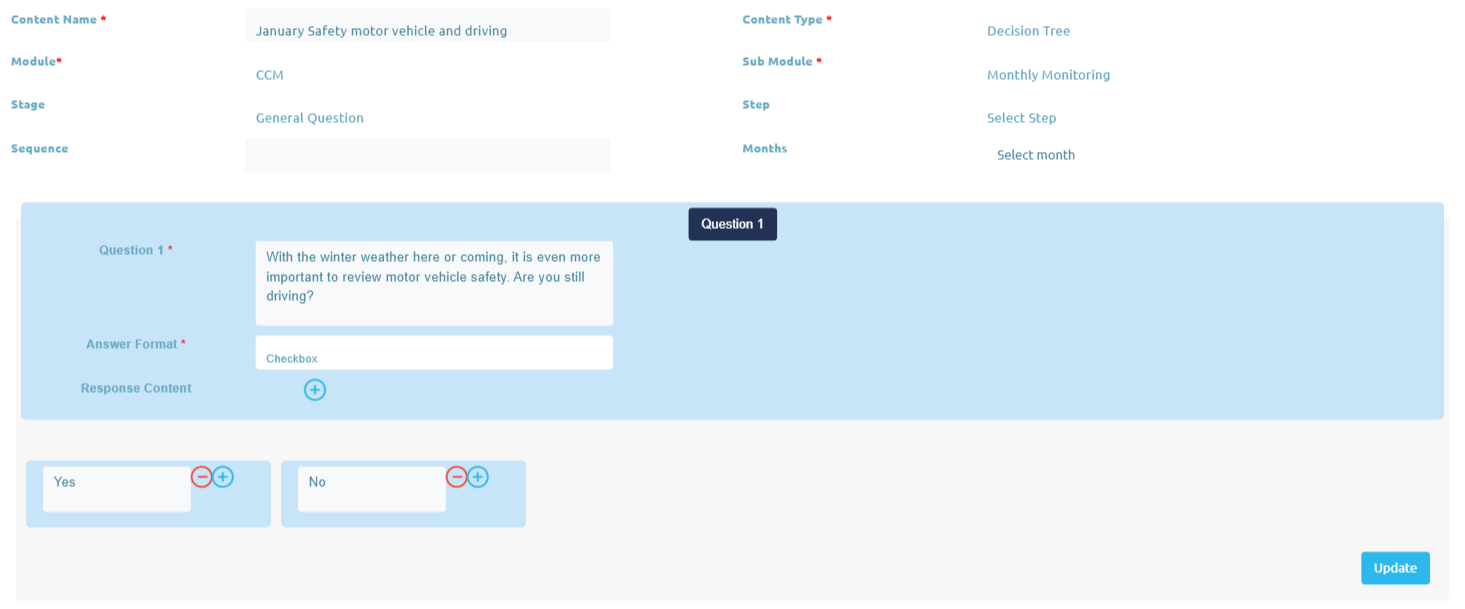 Content Name *
January Safety motor vehicle and driving
Content Type *
Decision Tree
Module*
CCM
Sub Module *
Monthly Monitoring
Stage
General Question
Step
Select Step
Sequence
Months
Select month
Question 1
Question 1 *
With the winter weather here or coming, it is even more
important to review motor vehicle safety. Are you still
driving?
Answer Format *
Checkbox
Response Content
Yes
No
Update